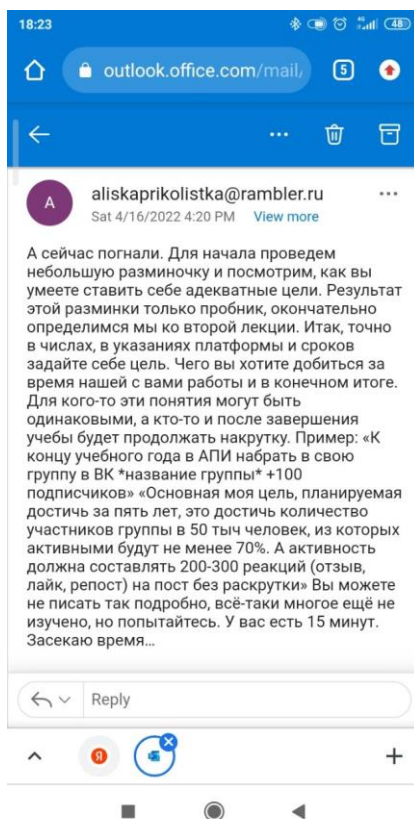 18:23
4G
48
outlook.office.com/mail,
5
A
aliskaprikolistka@rambler.ru
Sat 4/16/2022 4:20 PM View more
А сейчас погнали. Для начала проведем
небольшую разминочку и посмотрим, как вы
умеете ставить себе адекватные цели. Результат
этой разминки только пробник, окончательно
определимся мы ко второй лекции. Итак, точно
в числах, в указаниях платформы и сроков
задайте себе цель. Чего вы хотите добиться за
время нашей с вами работы и в конечном итоге.
Для кого-то эти понятия могут быть
одинаковыми, а кто-то и после завершения
учебы будет продолжать накрутку. Пример: «К
концу учебного года в АПИ набрать в свою
группу в ВК *название группы* +100
подписчиков» «Основная моя цель, планируемая
достичь за пять лет, это достичь количество
участников группы в 50 тыч человек, из которых
активными будут не менее 70%. А активность
должна составлять 200-300 реакций (отзыв,
лайк, репост) на пост без раскрутки» Вы можете
не писать так подробно, всё-таки многое ещё не
изучено, но попытайтесь. У вас есть 15 минут.
Засекаю время…
Reply
Я